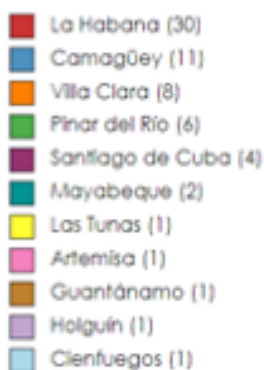 La Habana (30)
Camagüey (11)
Villa Clara (8)
Pinar del Río (6)
Santiago de Cuba (4)
Mayabeque (2)
Las Tunas (1)
Artemisa (1)
Guantánamo (1)
Holguín (1)
Cienfuegos (1)